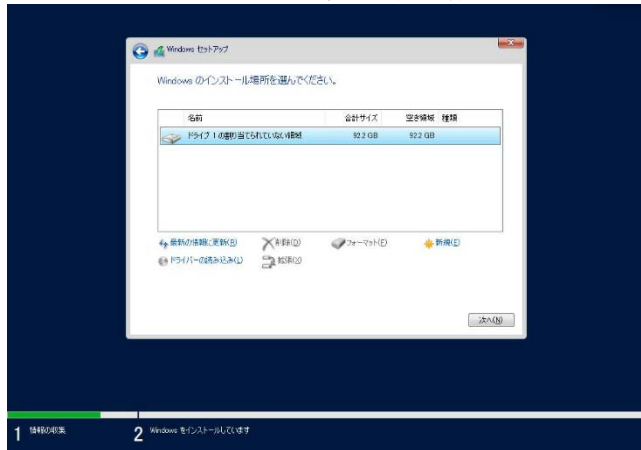 Windows セットアップ
Windows のインストール場所を選んでください。
名前 合計サイズ 空き領域 種類
ドライブ 1 の割り当てられていない領域 92.2 GB 92.2 GB
最新の情報に更新(R) 削除(D) フォーマット(F) 新規(E)
ドライバーの読み込み(L) 拡張(X)
次へ(N)
1 情報の収集 2 Windows をインストールしています